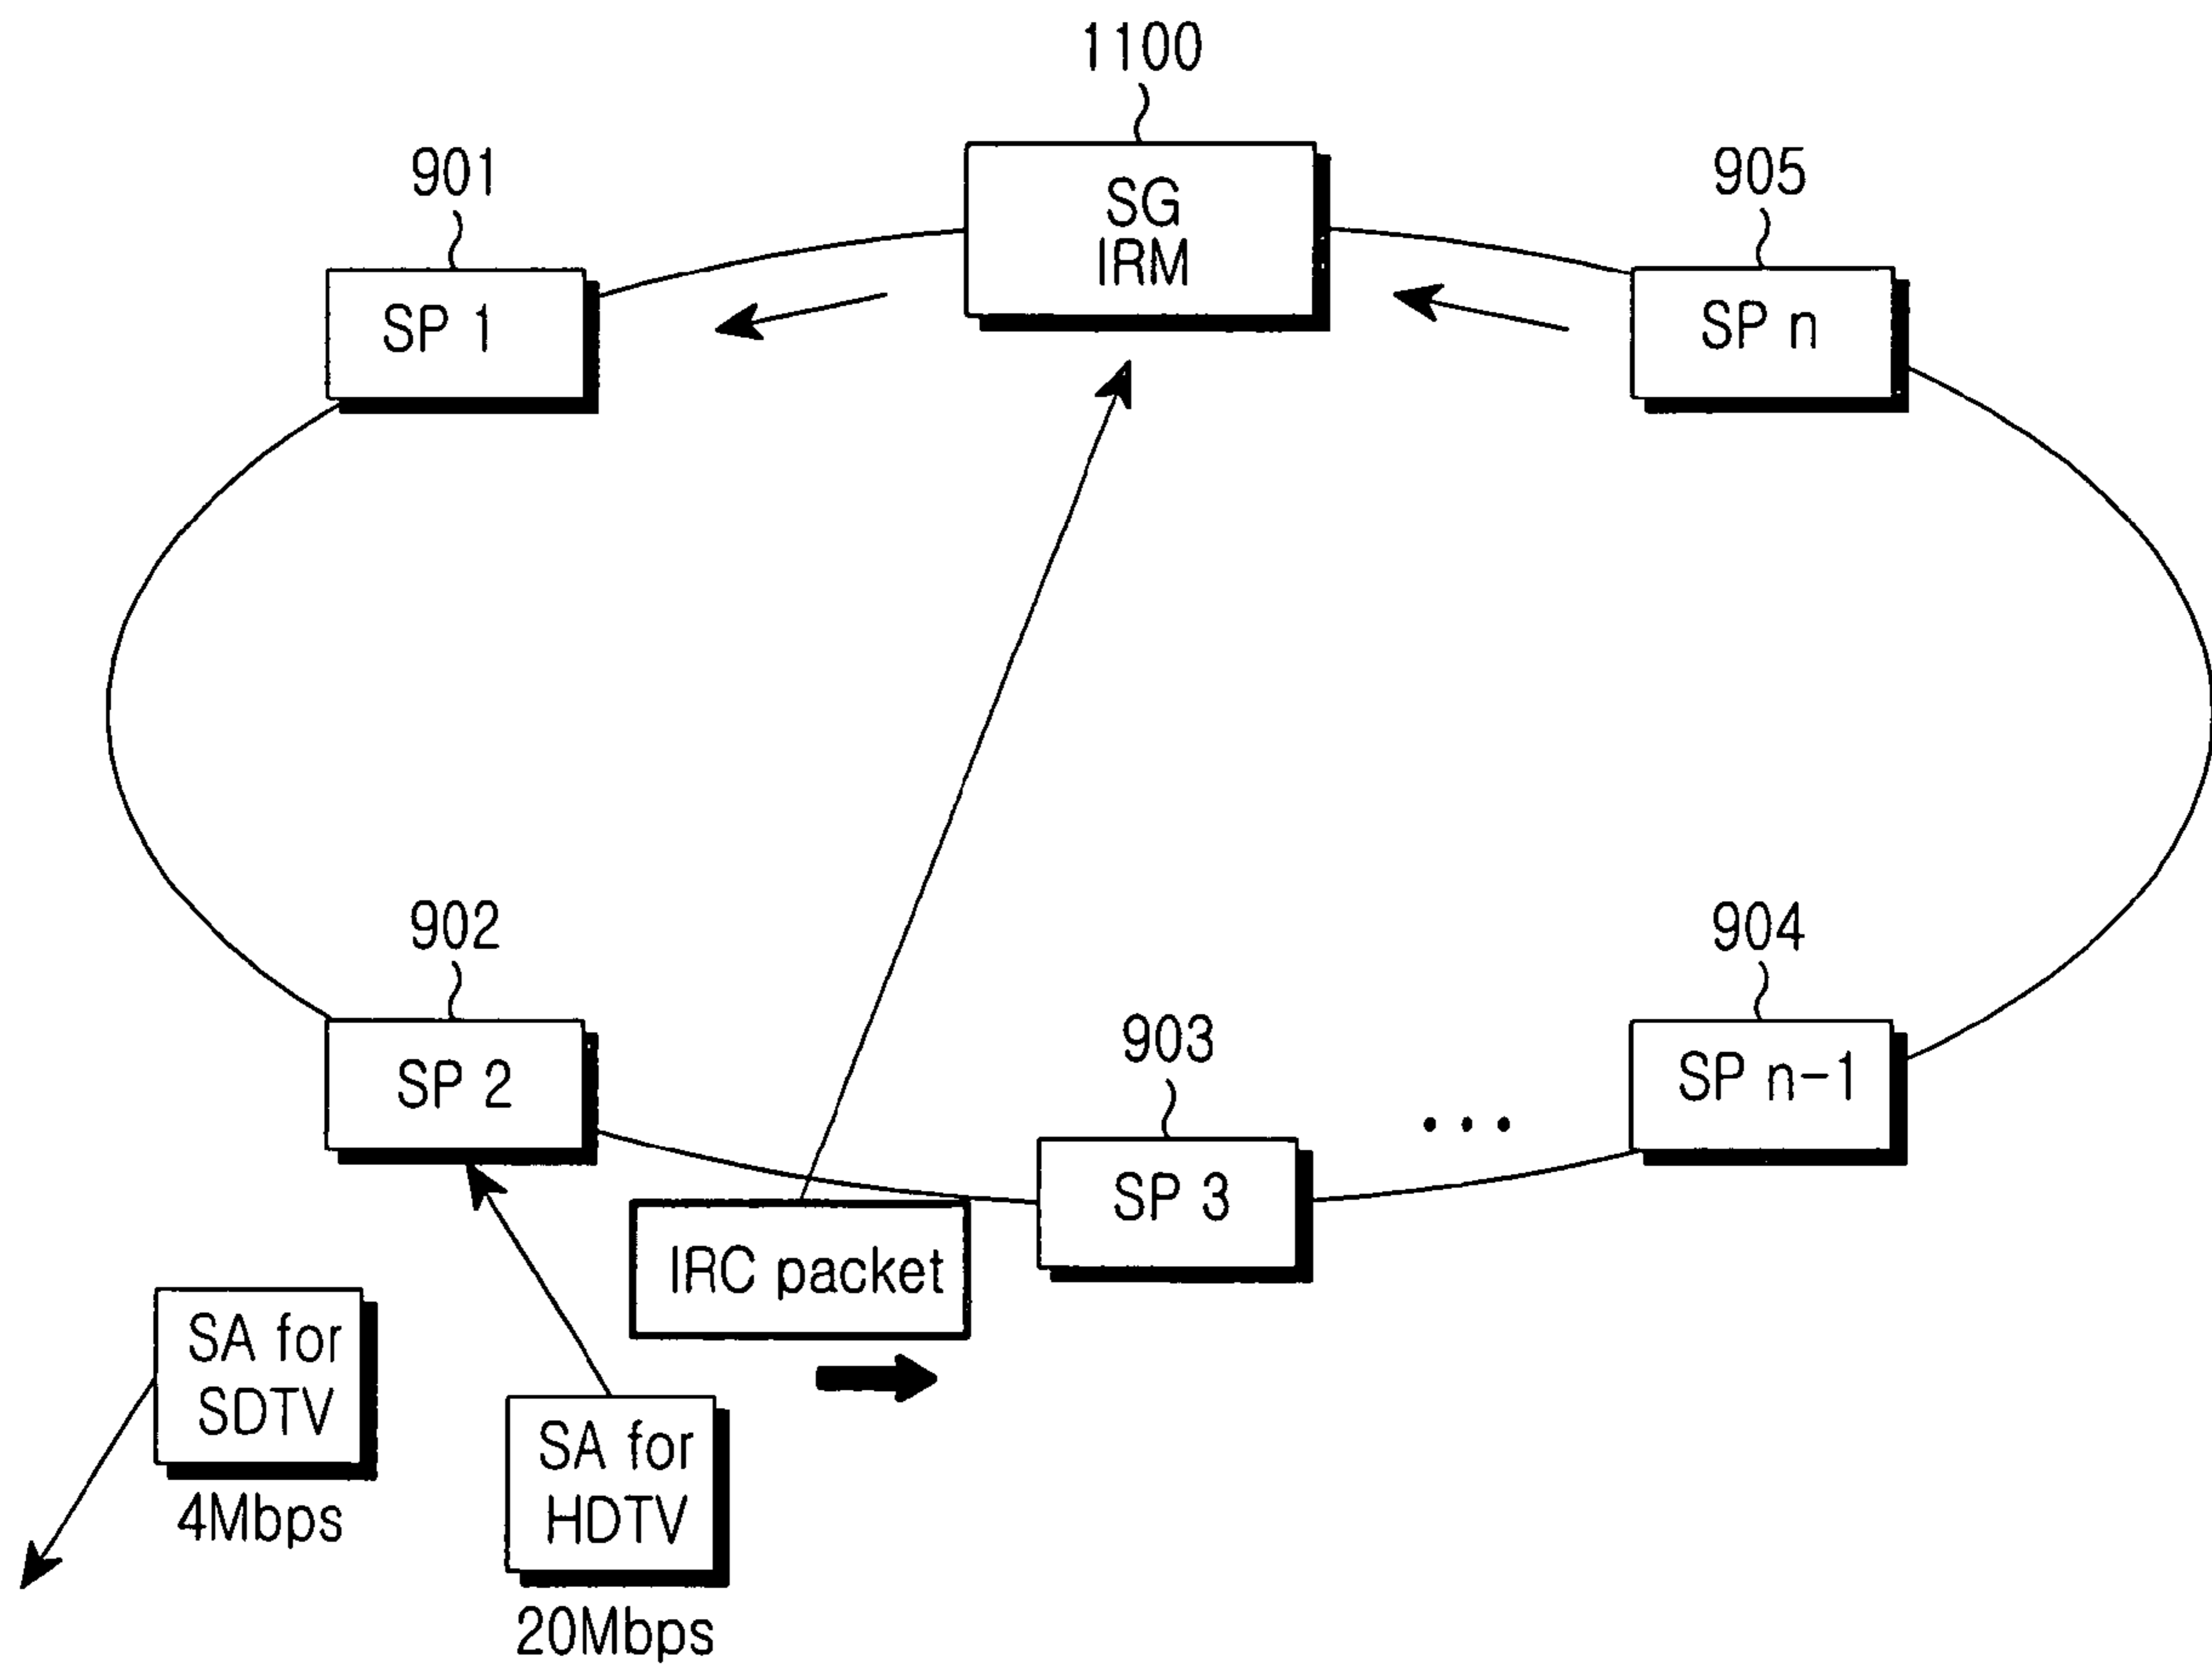 1100
901
905
SG
IRM
SP 1
SP n
902
904
903
SP 2
SP n-1
...
SP 3
IRC packet
SA for
SDTV
SA for
HDTV
4Mbps
20Mbps